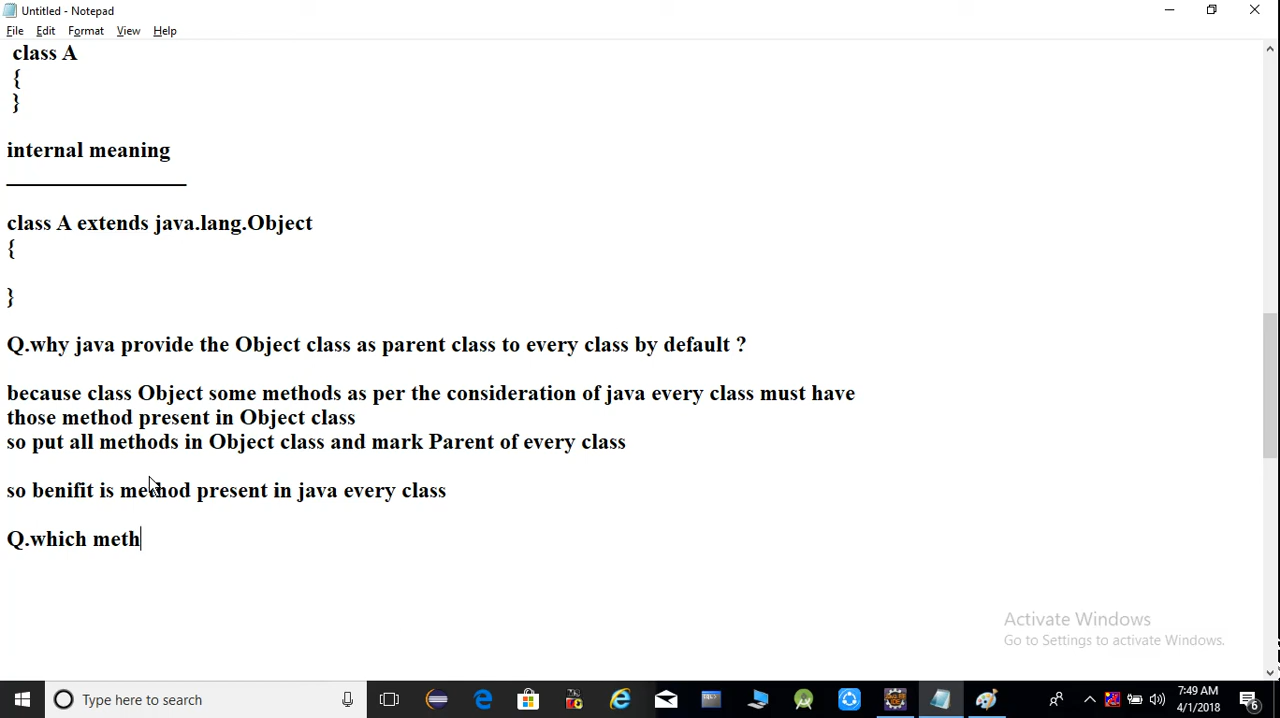 Untitled - Notepad
File Edit Format View Help
class A
{
}
internal meaning
class A extends java.lang.Object
{
}
Q.why java provide the Object class as parent class to every class by default ?
because class Object some methods as per the consideration of java every class must have
those method present in Object class
so put all methods in Object class and mark Parent of every class
so benifit is method present in java every class
Q.which meth
Activate Windows
Go to Settings to activate Windows.
Type here to search
7:49 AM
4/1/2018
6